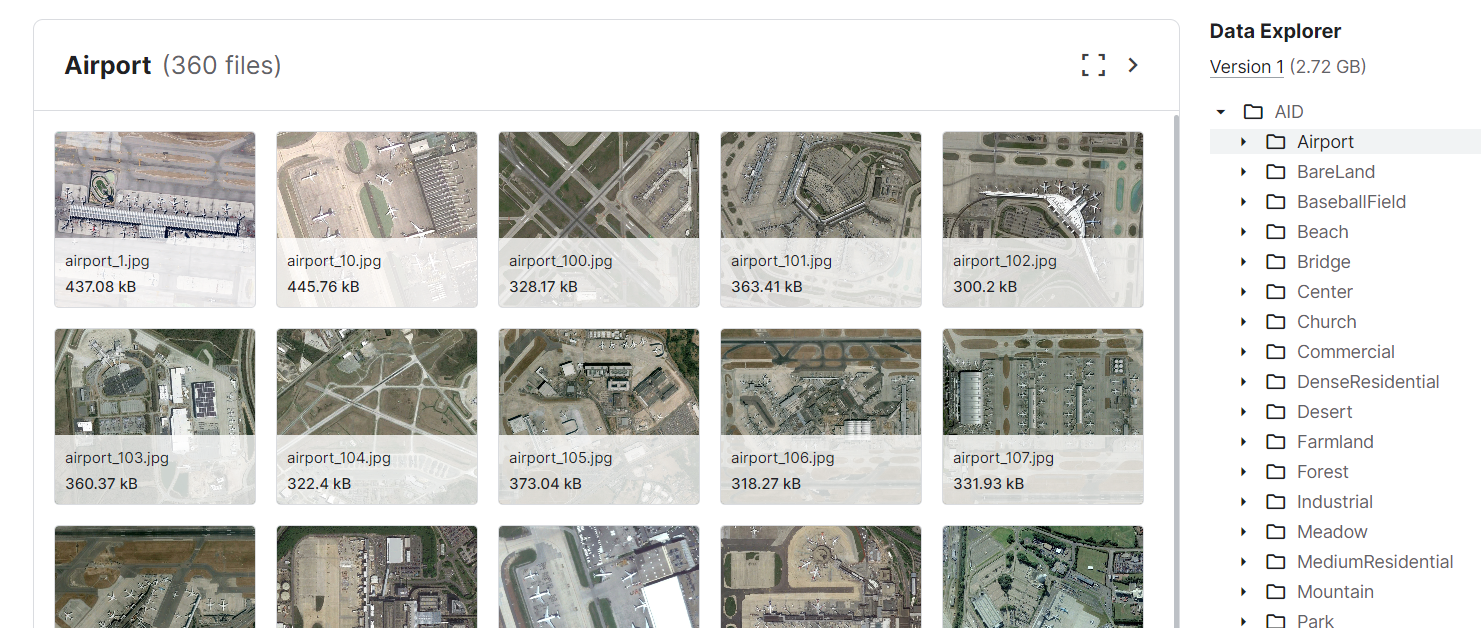 Airport (360 files)
airport_1.jpg
437.08 kB
airport_10.jpg
445.76 kB
airport_100.jpg
328.17 kB
airport_101.jpg
363.41 kB
airport_102.jpg
300.2 kB
airport_103.jpg
360.37 kB
airport_104.jpg
322.4 kB
airport_105.jpg
373.04 kB
airport_106.jpg
318.27 kB
airport_107.jpg
331.93 kB
Data Explorer
Version 1 (2.72 GB)
AID
Airport
BareLand
BaseballField
Beach
Bridge
Center
Church
Commercial
DenseResidential
Desert
Farmland
Forest
Industrial
Meadow
MediumResidential
Mountain
Park